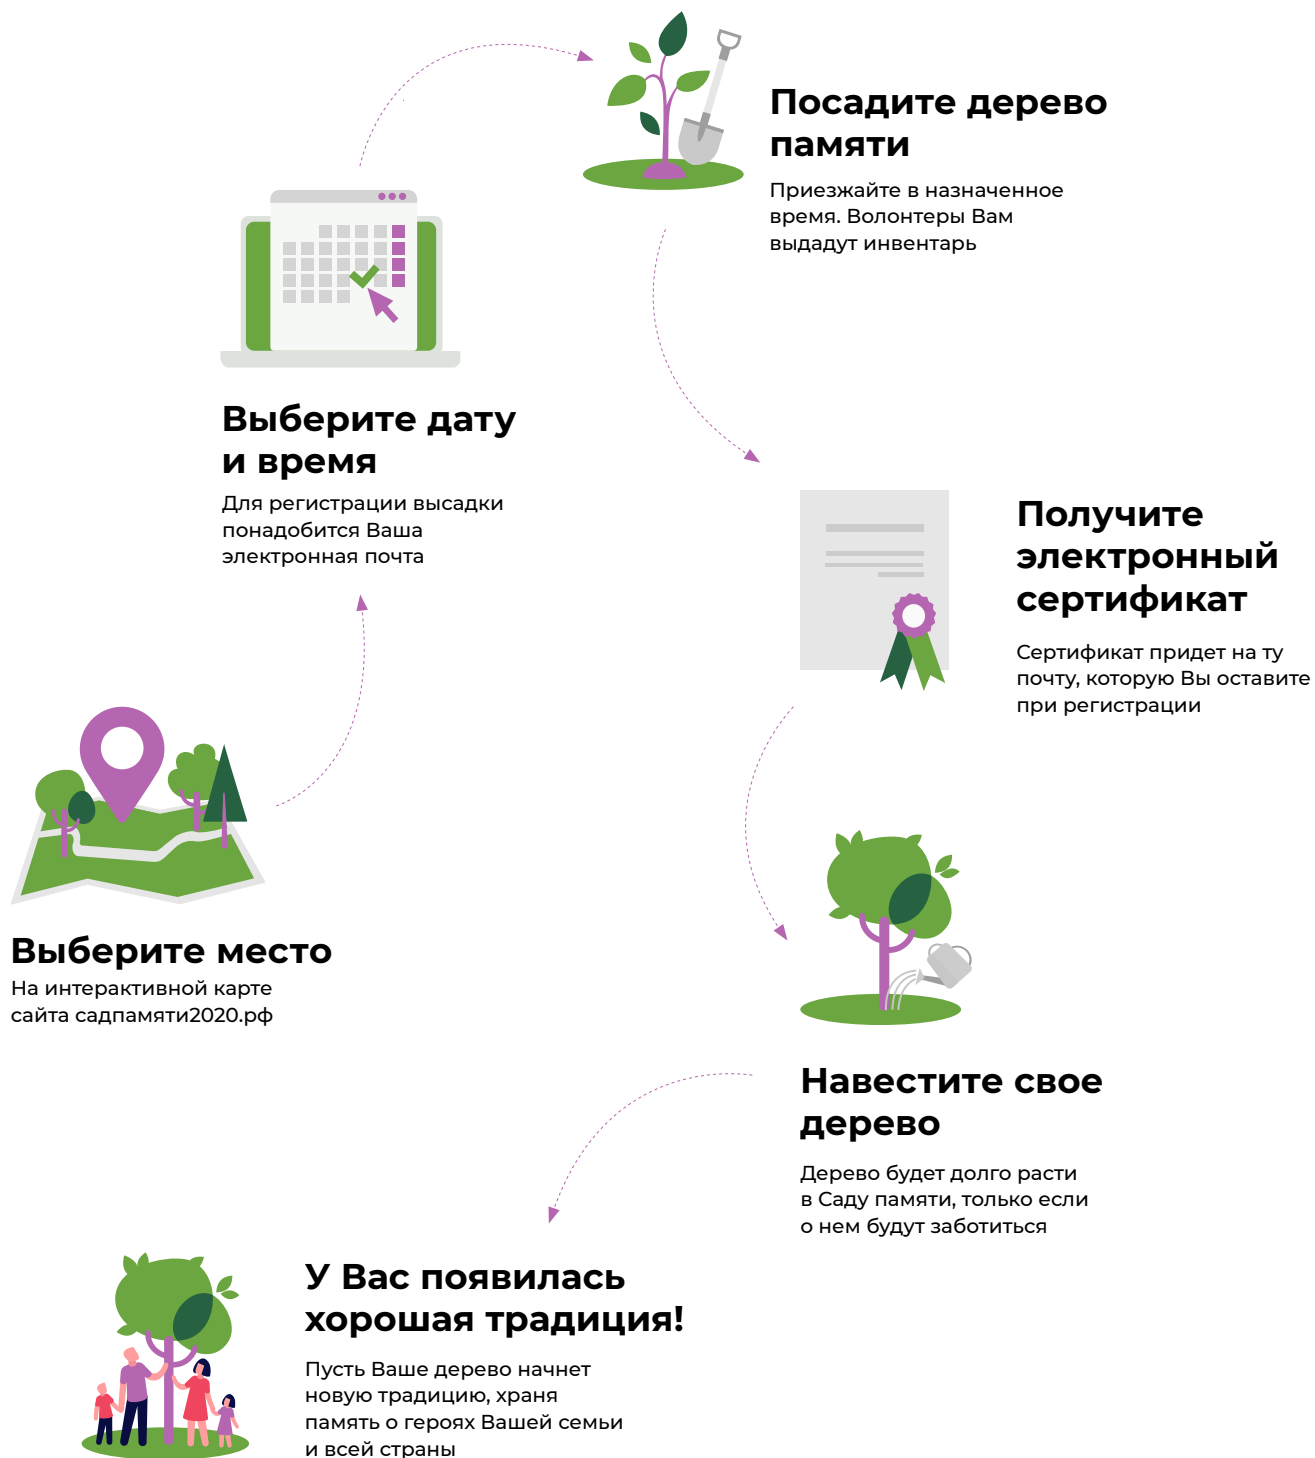 Посадите дерево
памяти
Приезжайте в назначенное
время. Волонтеры Вам
выдадут инвентарь
Выберите дату
и время
Для регистрации высадки
понадобится Ваша
электронная почта
Получите
электронный
сертификат
Сертификат придет на ту
почту, которую Вы оставите
при регистрации
Выберите место
На интерактивной карте
сайта садпамяти2020.рф
Навестите свое
дерево
Дерево будет долго расти
в Саду памяти, только если
о нем будут заботиться
У Вас появилась
хорошая традиция!
Пусть Ваше дерево начнет
новую традицию, храня
память о героях Вашей семьи
и всей страны